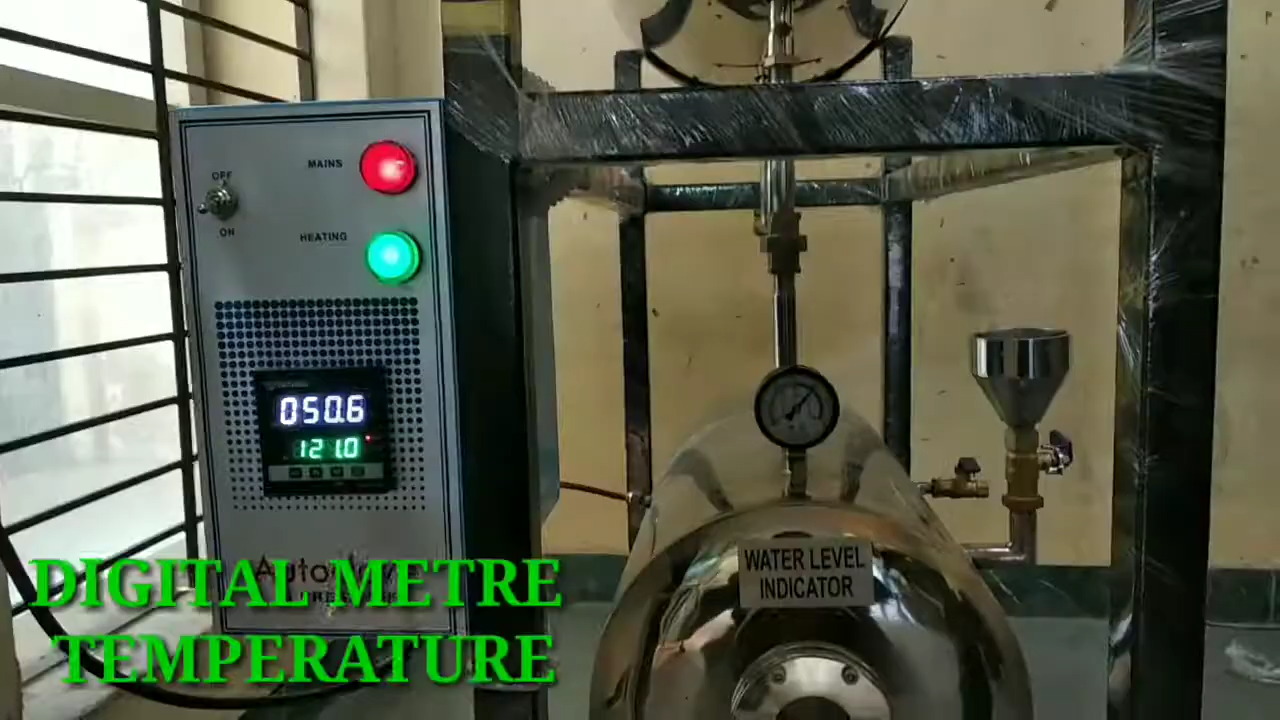 OFF
MAINS
ON
HEATING
050.6
121.0
WATER LEVEL
INDICATOR
DIGITAL METRE
TEMPERATURE